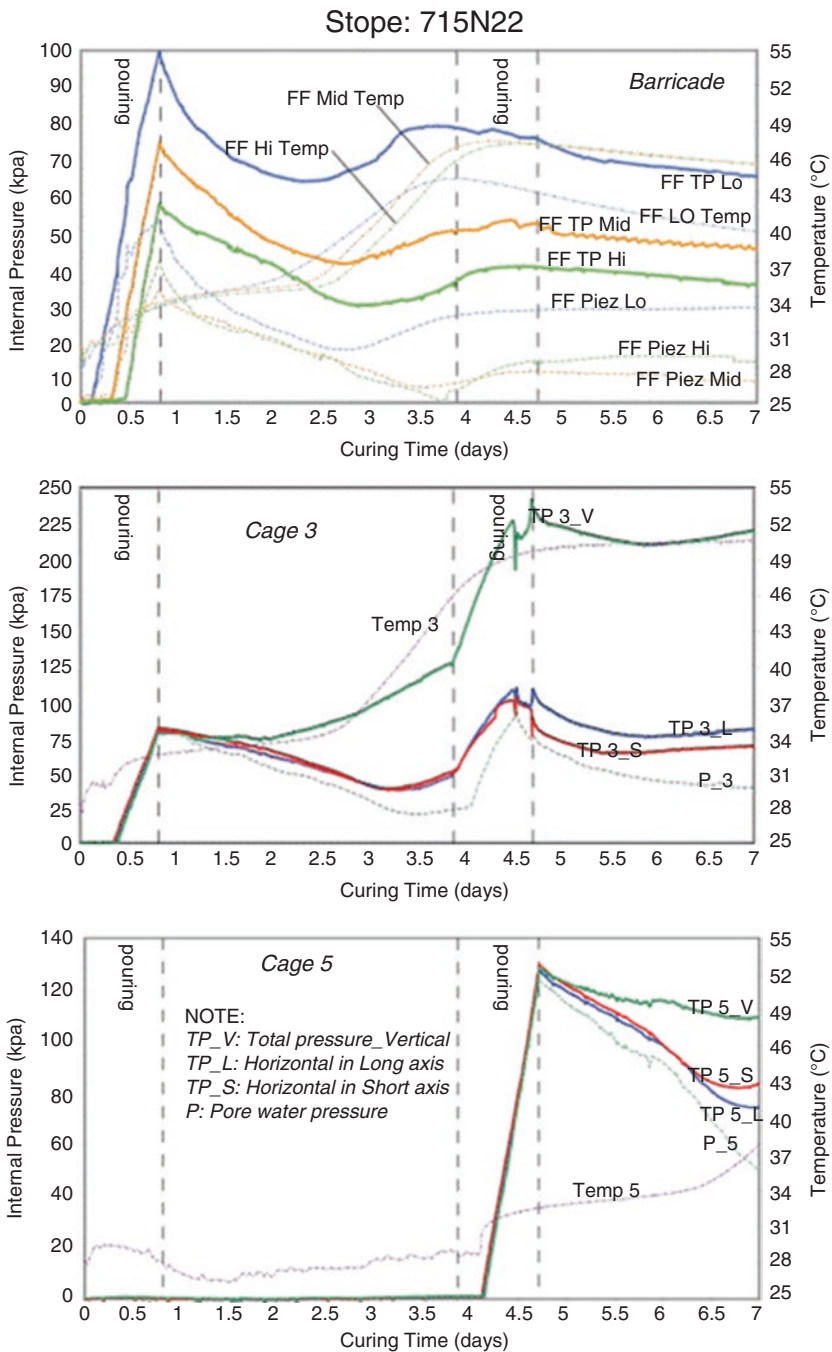 Stope: 715N22
Internal Pressure (kpa)
100
90
80
70
60
50
40
30
20
10
0
pouring
pouring
Barricade
FF Mid Temp
FF Hi Temp
FF TP Lo
FF LO Temp
FF TP Mid
FF TP Hi
FF Piez Lo
FF Piez Hi
FF Piez Mid
55
52
49
46
43
40
37
34
31
28
25
Temperature (°C)
0 0.5 1 1.5 2 2.5 3 3.5 4 4.5 5 6 6.5 7
Curing Time (days)
Internal Pressure (kpa)
250
225
200
175
150
125
100
75
50
25
0
pouring
Cage 3
pouring
TP 3_V
Temp 3
TP 3_L
TP 3_S
P_3
55
52
49
46
43
40
37
34
31
28
25
Temperature (°C)
0 0.5 1 1.5 2 2.5 3 3.5 4 4.5 5 6 6.5 7
Curing Time (days)
Internal Pressure (kpa)
140
120
100
80
60
40
20
0
pouring
Cage 5
pouring
NOTE:
TP_V: Total pressure_Vertical
TP_L: Horizontal in Long axis
TP_S: Horizontal in Short axis
P: Pore water pressure
TP 5_V
TP 5_S
TP 5_L
P_5
Temp 5
55
52
49
46
43
40
37
34
31
28
25
Temperature (°C)
0 0.5 1 1.5 2 2.5 3 3.5 4 4.5 5 6 6.5 7
Curing Time (days)